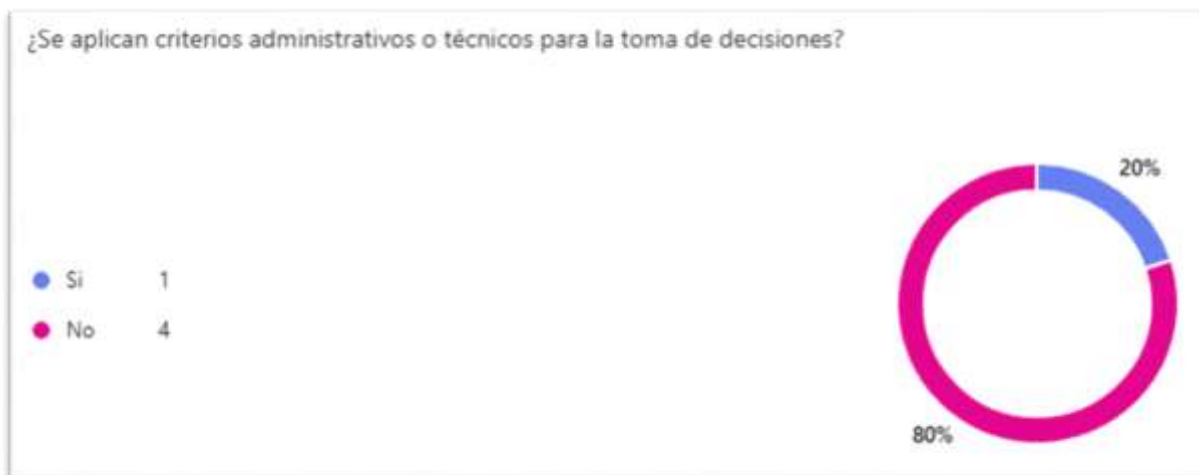 ¿Se aplican criterios administrativos o técnicos para la toma de decisiones?
20%
Si 1
No 4
80%